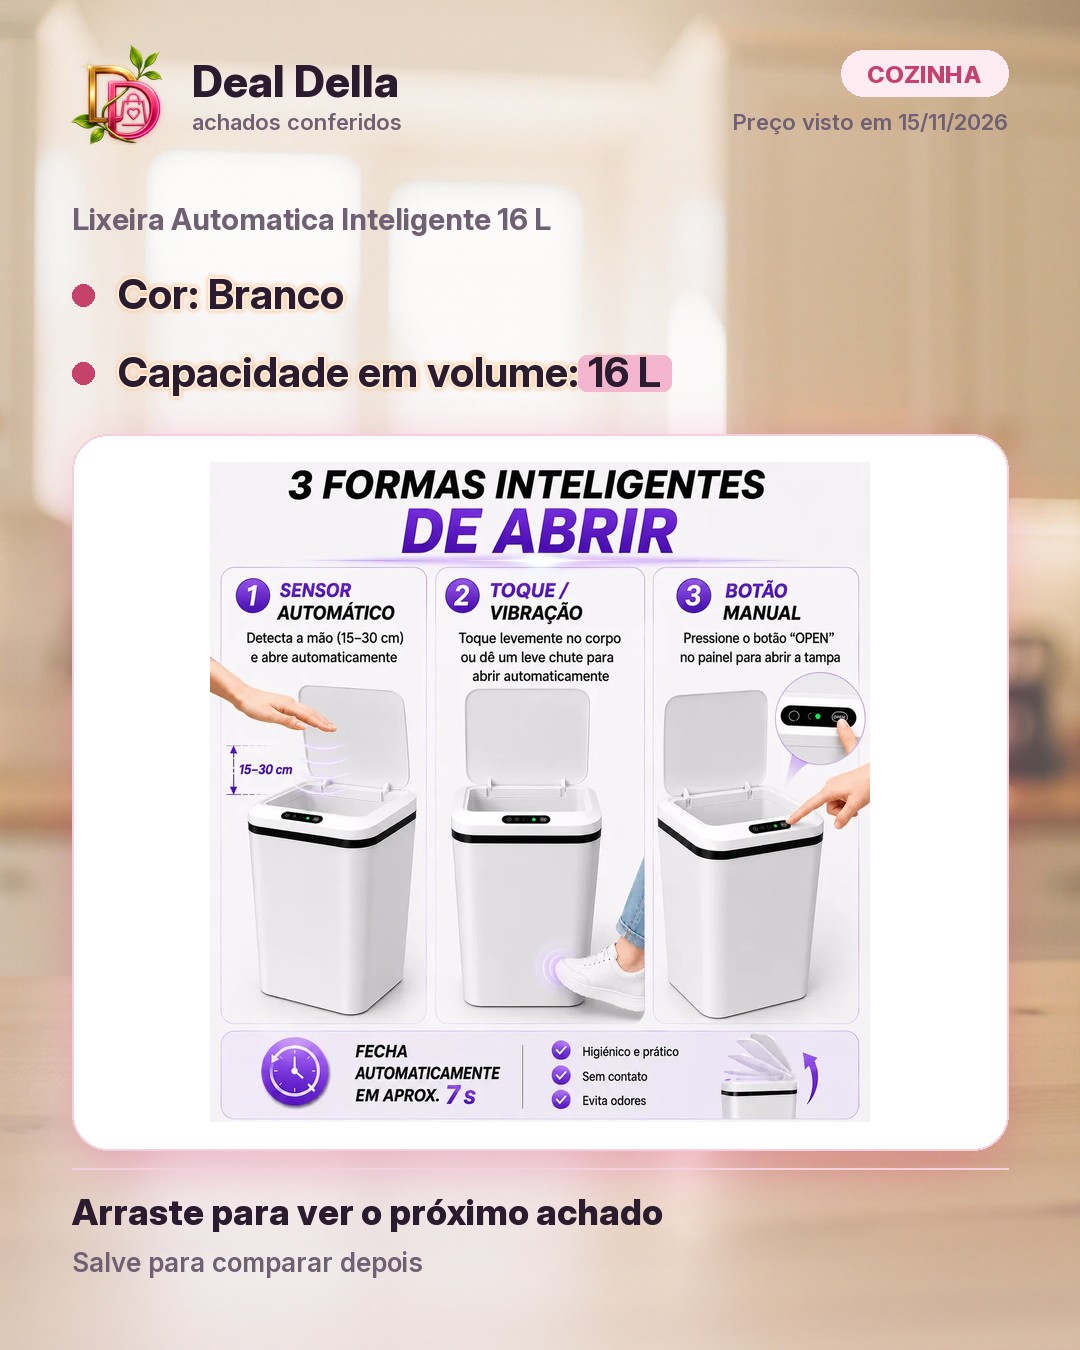 Deal Della
achados conferidos
COZINHA
Preço visto em 15/11/2026
Lixeira Automatica Inteligente 16 L
Cor: Branco
Capacidade em volume: 16 L
3 FORMAS INTELIGENTES
DE ABRIR
1 SENSOR
AUTOMÁTICO
Detecta a mão (15–30 cm)
e abre automaticamente
15–30 cm
2 TOQUE /
VIBRAÇÃO
Toque levemente no corpo
ou dê um leve chute para
abrir automaticamente
3 BOTÃO
MANUAL
Pressione o botão “OPEN”
no painel para abrir a tampa
OPEN
FECHA
AUTOMATICAMENTE
EM APROX. 7 s
Higiénico e prático
Sem contato
Evita odores
Arraste para ver o próximo achado
Salve para comparar depois